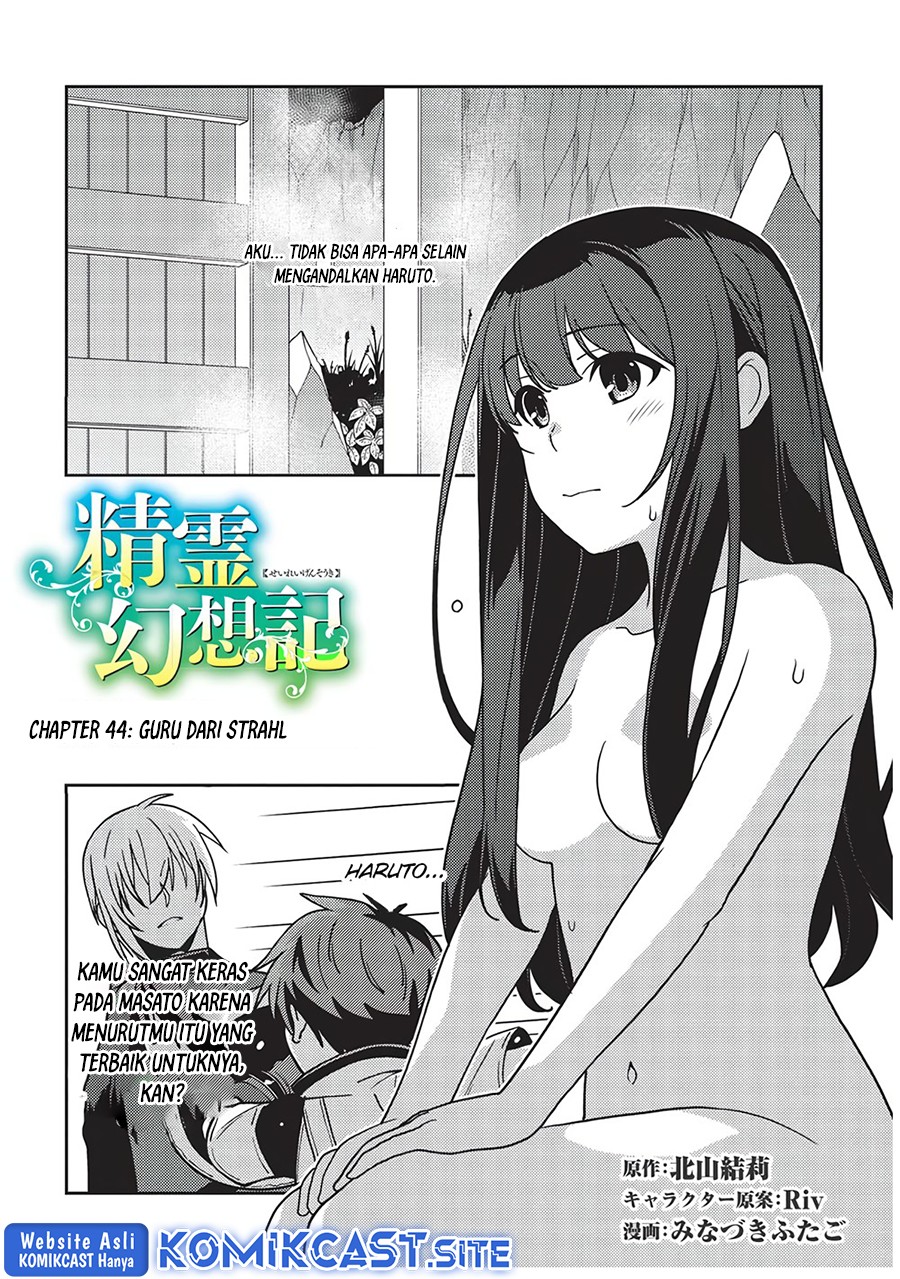 AKU... TIDAK BISA APA-APA SELAIN
MENGANDALKAN HARUTO.
精霊
【せいれいげんそうき】
幻想記
CHAPTER 44: GURU DARI STRAHL
HARUTO...
KAMU SANGAT KERAS
PADA MASATO KARENA
MENURUTMU ITU YANG
TERBAIK UNTUKNYA,
KAN?
原作:北山結莉
キャラクター原案:Riv
漫画:みなづきふたご
Website Asli
KOMIKCAST Hanya
KOMIKCAST.SITE